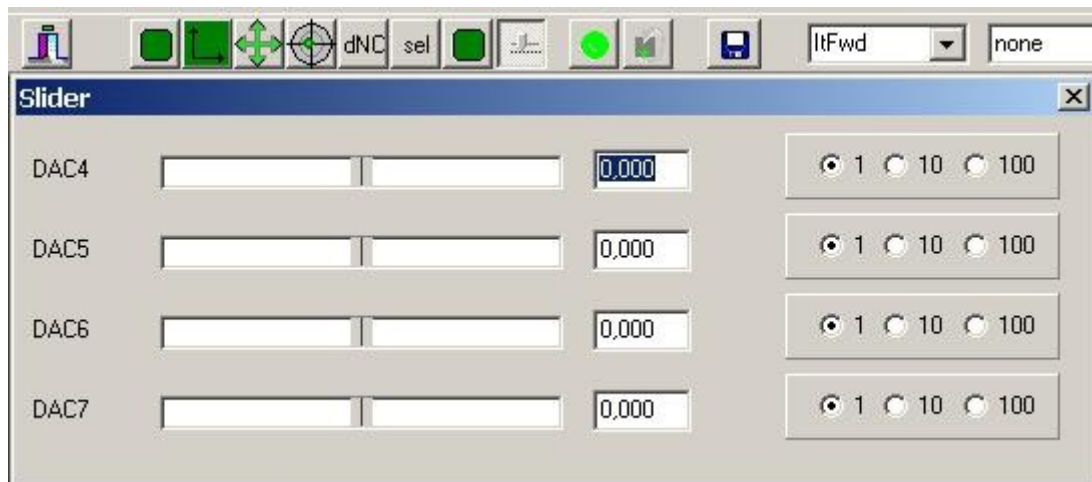 dNC sel ItFwd none
Slider
DAC4 0,000 1 10 100
DAC5 0,000 1 10 100
DAC6 0,000 1 10 100
DAC7 0,000 1 10 100